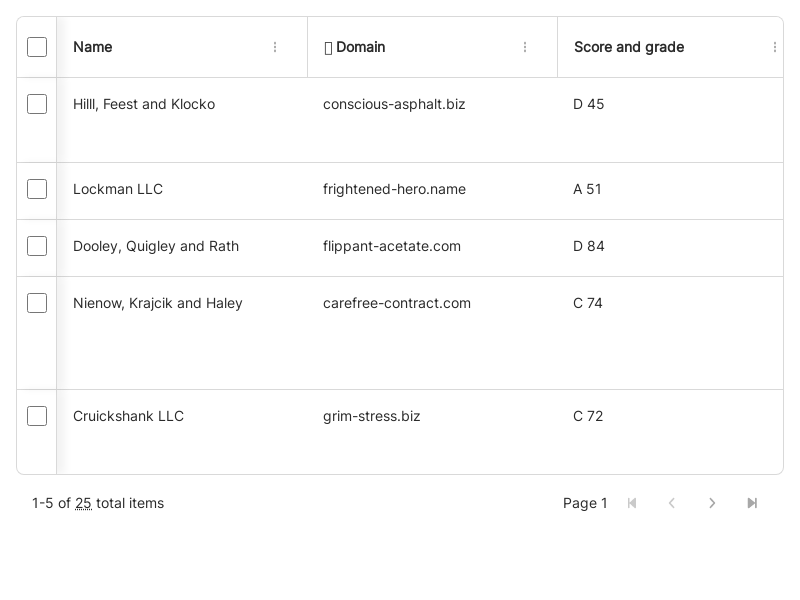 Name Domain Score and grade
Hilll, Feest and Klocko conscious-asphalt.biz D 45
Lockman LLC frightened-hero.name A 51
Dooley, Quigley and Rath flippant-acetate.com D 84
Nienow, Krajcik and Haley carefree-contract.com C 74
Cruickshank LLC grim-stress.biz C 72
1-5 of 25 total items Page 1